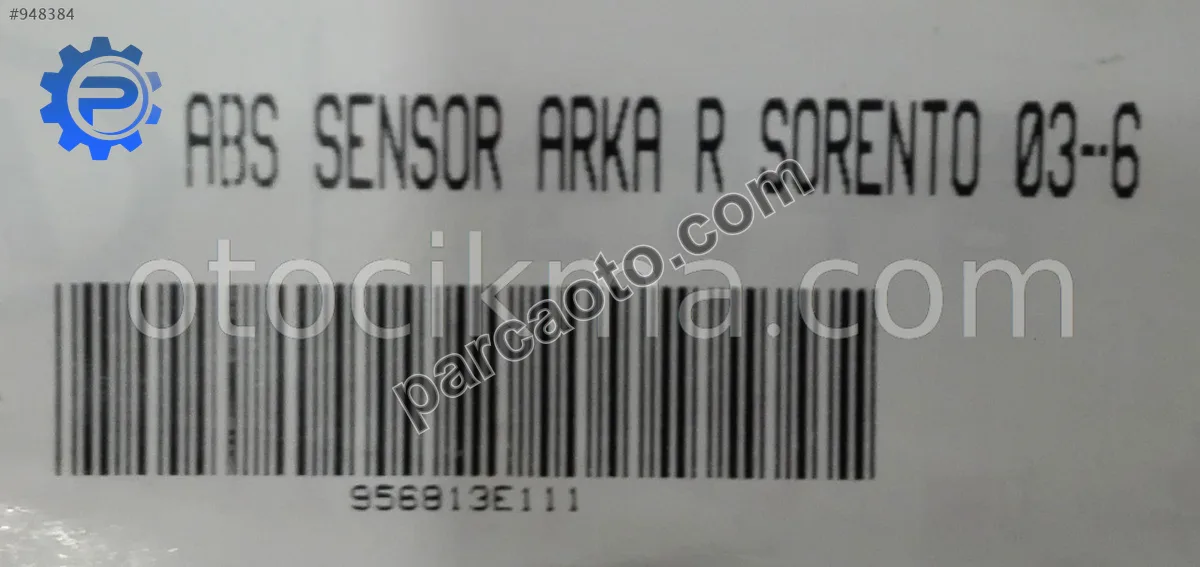 #948384
ABS SENSOR ARKA R SORENTO 03--6
otocikma.com
parcaoto.com
956813E111